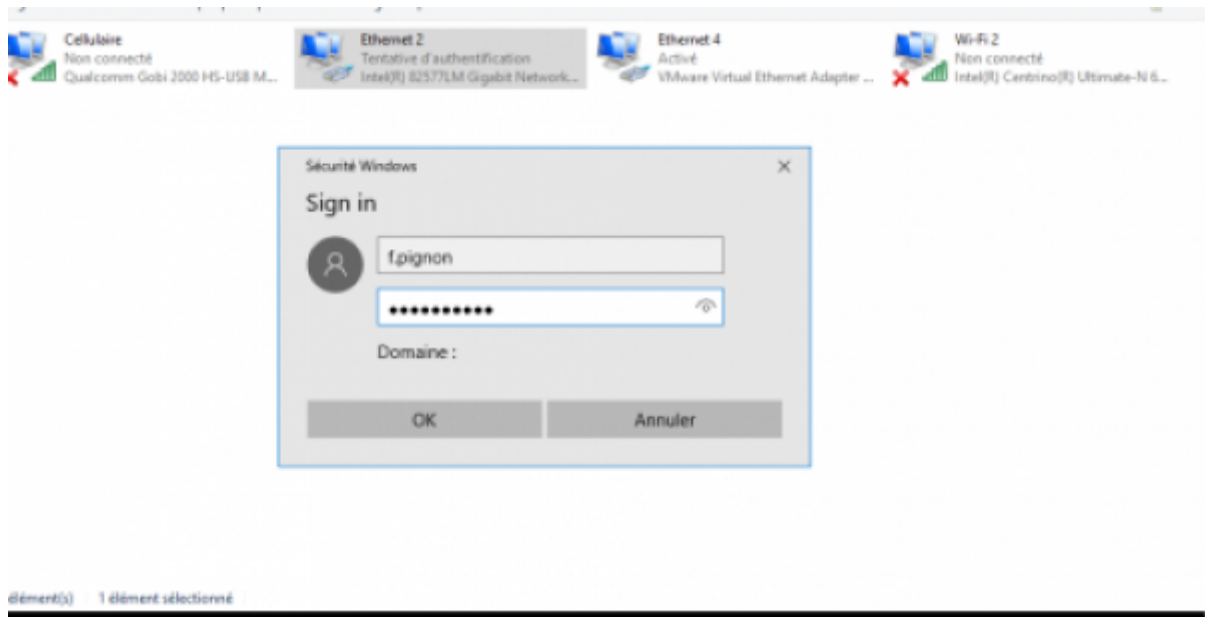 Cellulaire
Non connecté
Qualcomm Gobi 2000 HS-USB M...
Ethernet 2
Tentative d'authentification
Intel(R) 82577LM Gigabit Network...
Ethernet 4
Activé
VMware Virtual Ethernet Adapter ...
Wi-Fi 2
Non connecté
Intel(R) Centrino(R) Ultimate-N 6...
Sécurité Windows
Sign in
f.pignon
Domaine :
OK
Annuler
élément(s) 1 élément sélectionné